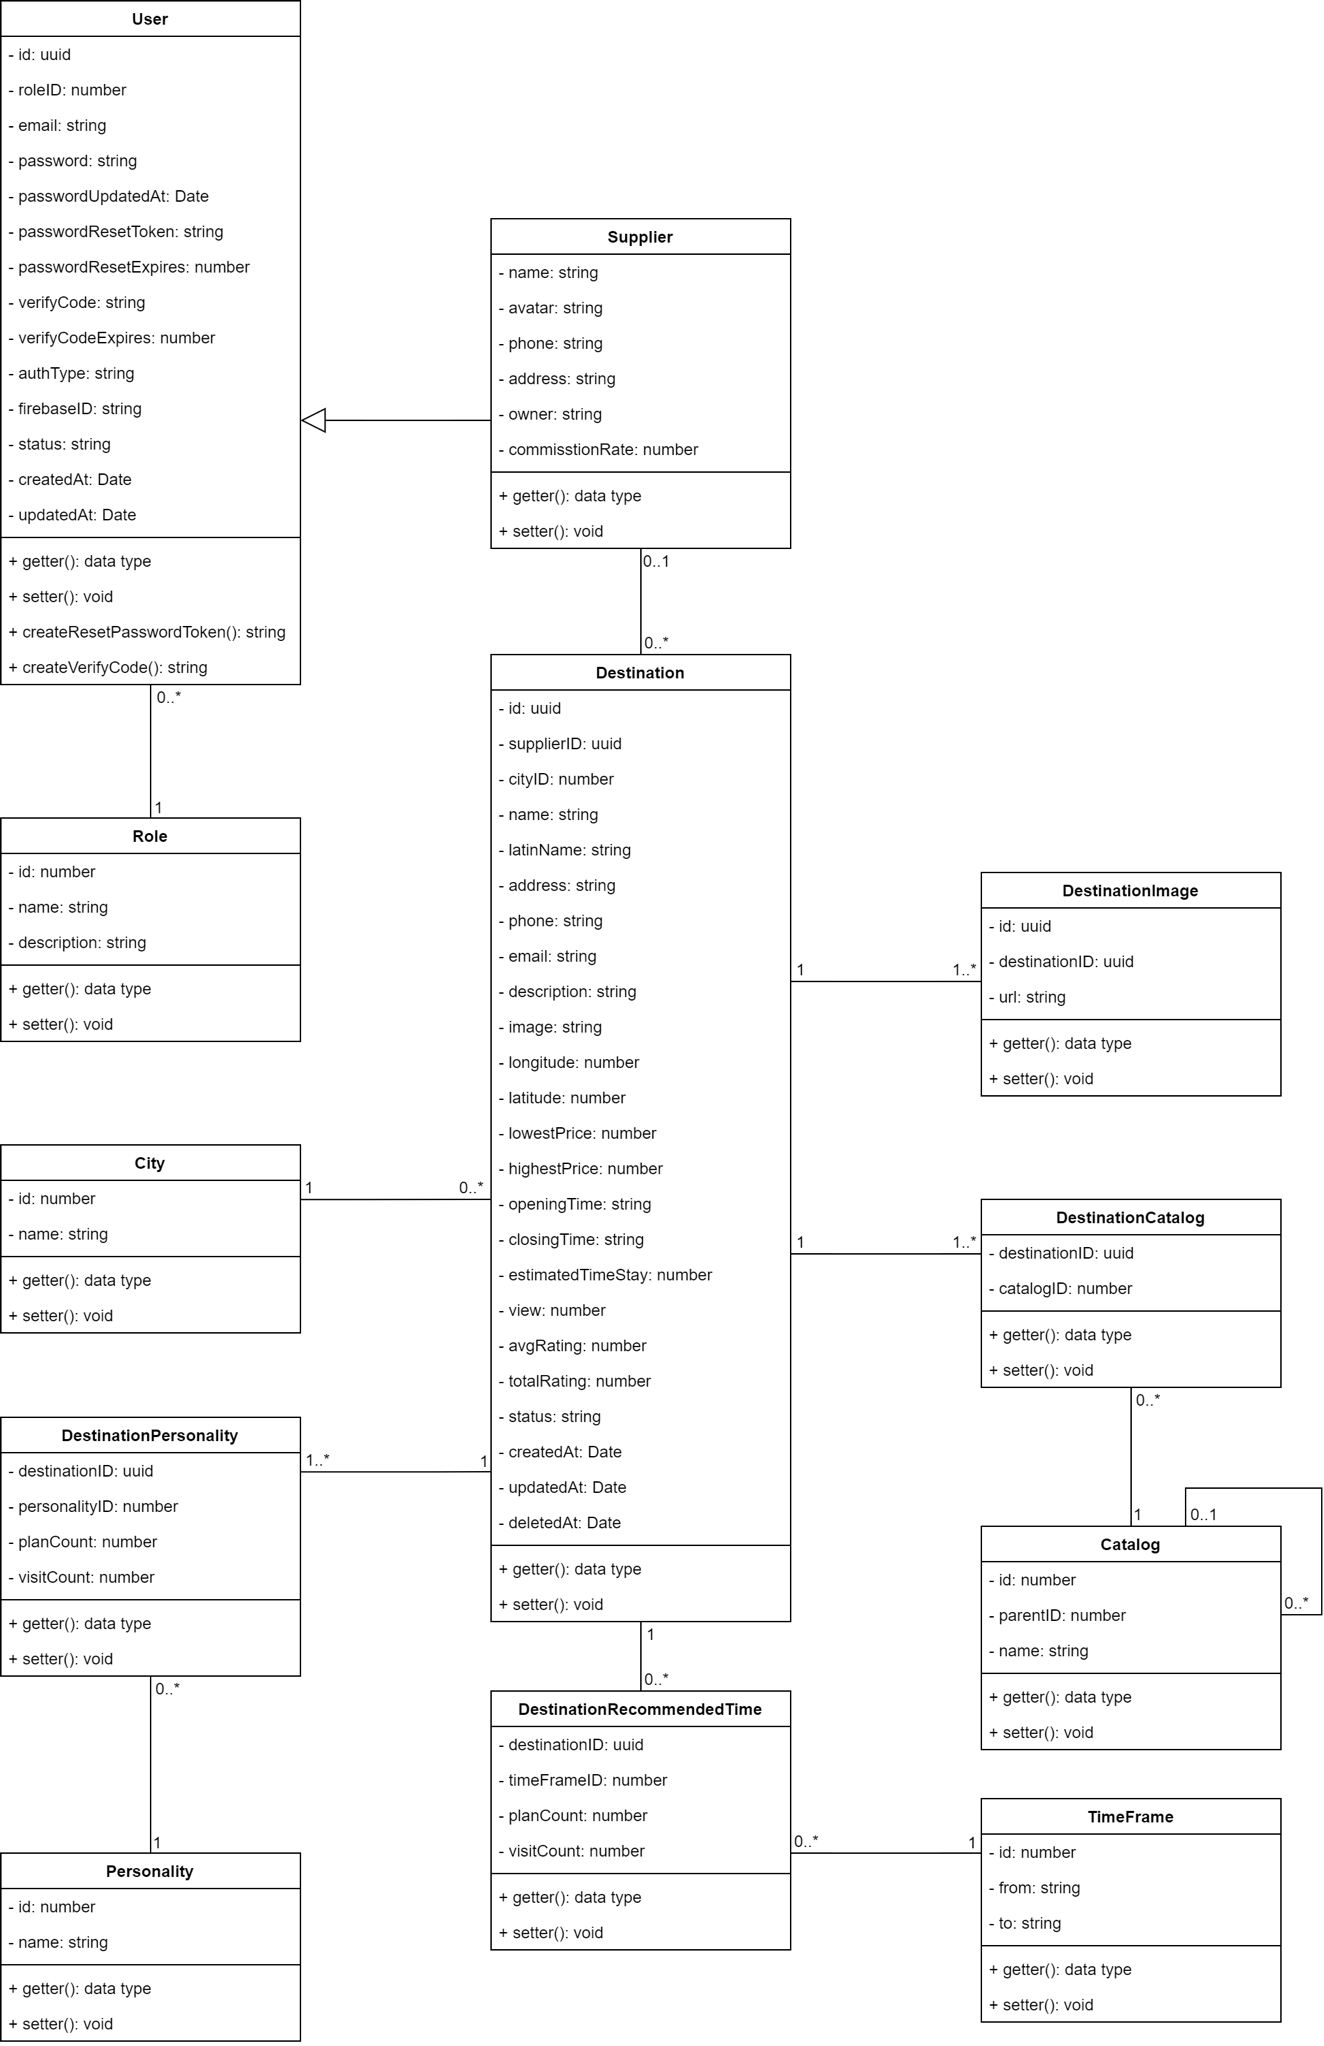 User
- id: uuid
- roleID: number
- email: string
- password: string
- passwordUpdatedAt: Date
- passwordResetToken: string
- passwordResetExpires: number
- verifyCode: string
- verifyCodeExpires: number
- authType: string
- firebaseID: string
- status: string
- createdAt: Date
- updatedAt: Date
+ getter(): data type
+ setter(): void
+ createResetPasswordToken(): string
+ createVerifyCode(): string
0..*
1
Supplier
- name: string
- avatar: string
- phone: string
- address: string
- owner: string
- commisstionRate: number
+ getter(): data type
+ setter(): void
0..1
0..*
Role
- id: number
- name: string
- description: string
+ getter(): data type
+ setter(): void
City
- id: number
- name: string
+ getter(): data type
+ setter(): void
1
0..*
DestinationPersonality
- destinationID: uuid
- personalityID: number
- planCount: number
- visitCount: number
+ getter(): data type
+ setter(): void
1..*
1
0..*
1
Personality
- id: number
- name: string
+ getter(): data type
+ setter(): void
Destination
- id: uuid
- supplierID: uuid
- cityID: number
- name: string
- latinName: string
- address: string
- phone: string
- email: string
- description: string
- image: string
- longitude: number
- latitude: number
- lowestPrice: number
- highestPrice: number
- openingTime: string
- closingTime: string
- estimatedTimeStay: number
- view: number
- avgRating: number
- totalRating: number
- status: string
- createdAt: Date
- updatedAt: Date
- deletedAt: Date
+ getter(): data type
+ setter(): void
1
0..*
DestinationRecommendedTime
- destinationID: uuid
- timeFrameID: number
- planCount: number
- visitCount: number
+ getter(): data type
+ setter(): void
0..*
1
1
1..*
DestinationImage
- id: uuid
- destinationID: uuid
- url: string
+ getter(): data type
+ setter(): void
1
1..*
DestinationCatalog
- destinationID: uuid
- catalogID: number
+ getter(): data type
+ setter(): void
0..*
1
0..1
0..*
Catalog
- id: number
- parentID: number
- name: string
+ getter(): data type
+ setter(): void
TimeFrame
- id: number
- from: string
- to: string
+ getter(): data type
+ setter(): void